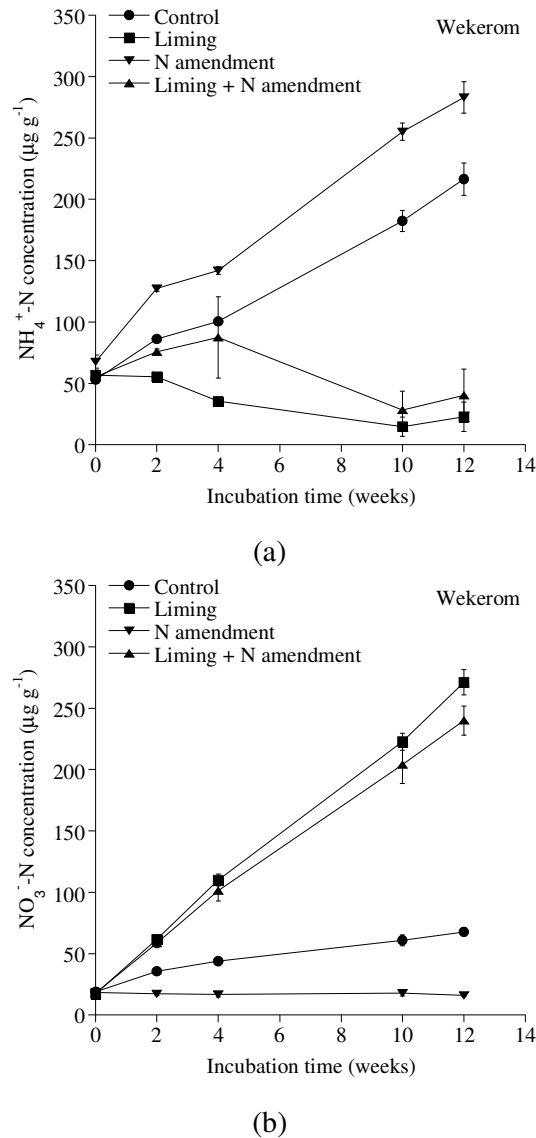 350
300
250
200
150
100
50
0
NH₄⁺-N concentration (µg g⁻¹)
Control
Liming
N amendment
Liming + N amendment
Wekerom
0 2 4 6 8 10 12 14
Incubation time (weeks)
(a)
350
300
250
200
150
100
50
0
NO₃⁻-N concentration (µg g⁻¹)
Control
Liming
N amendment
Liming + N amendment
Wekerom
0 2 4 6 8 10 12 14
Incubation time (weeks)
(b)